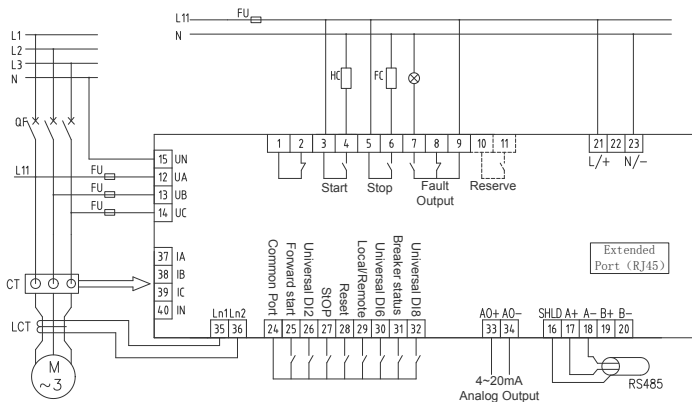 L11 FU
N
L1
L2
L3
N
HC
FC
QF
1 2 3 4 5 6 7 8 9 10 11
21 22 23
L/+ N/-
Start
Stop
Fault
Output
Reserve
15 UN
L11 FU 12 UA
FU 13 UB
FU 14 UC
37 IA
38 IB
39 IC
40 IN
CT
LCT
M
~3
Ln1 Ln2
35 36
Common Port
Forward start
Universal DI2
StOP
Reset
Local/Remote
Universal DI6
Breaker status
Universal DI8
24 25 26 27 28 29 30 31 32
AO+ AO-
33 34
4~20mA
Analog Output
Extended
Port (RJ45)
SHLD A+ A- B+ B-
16 17 18 19 20
RS485